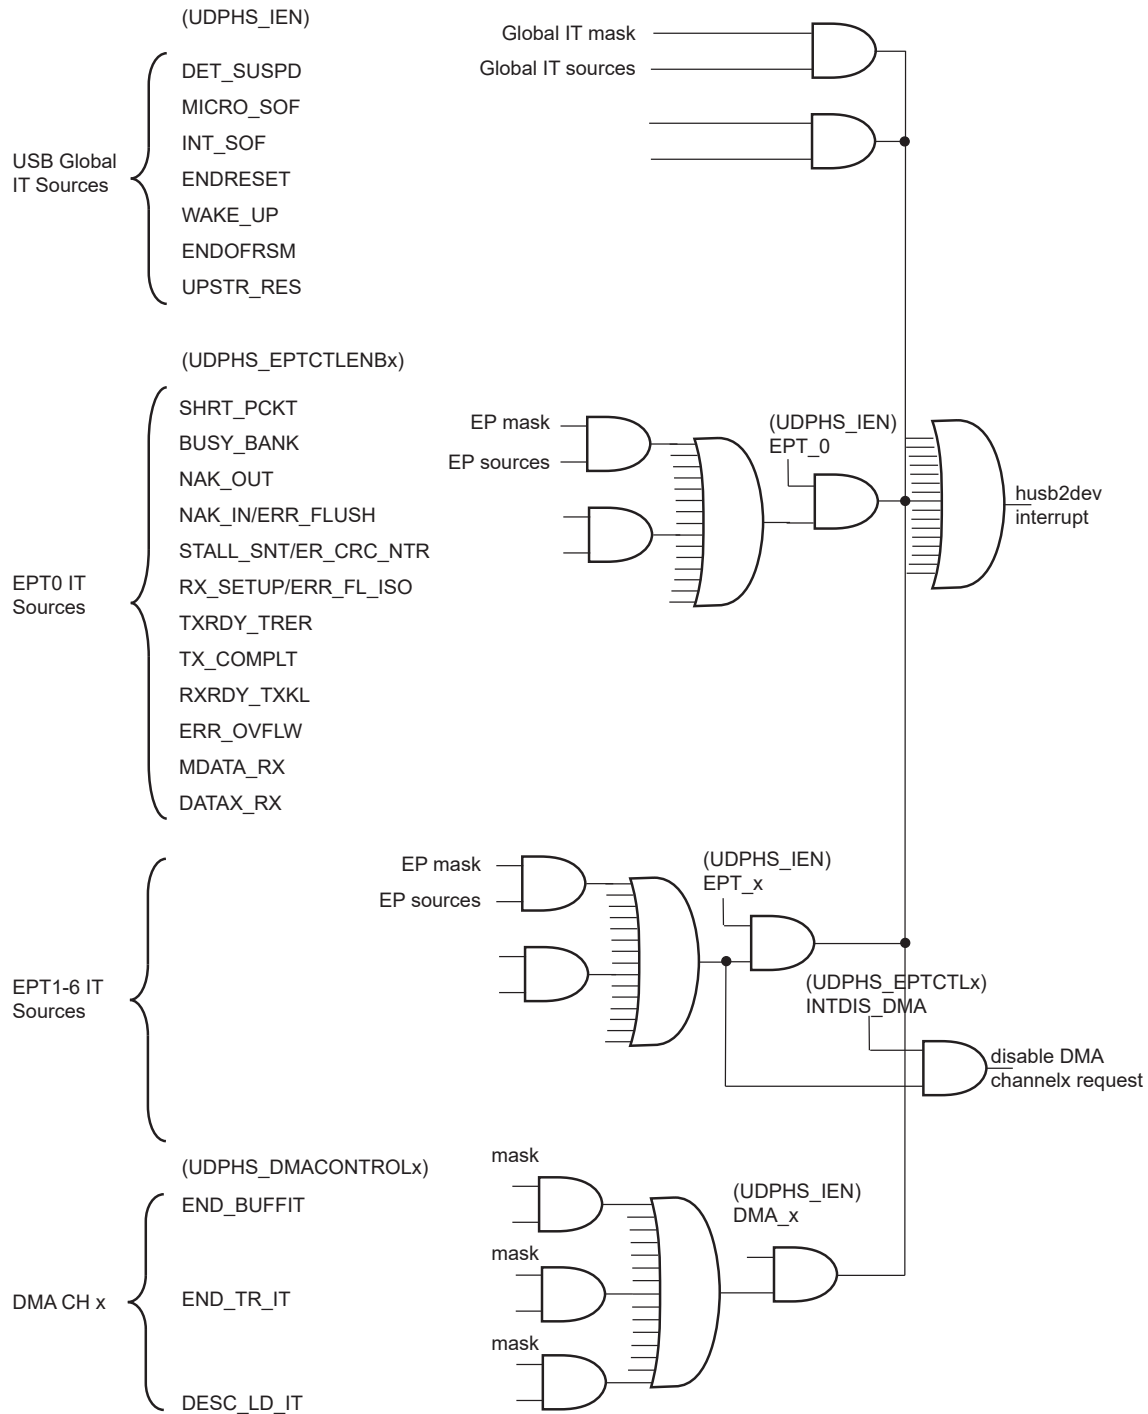 (UDPHS_IEN)
Global IT mask
Global IT sources
DET_SUSPD
MICRO_SOF
INT_SOF
ENDRESET
WAKE_UP
ENDOFRSM
UPSTR_RES
USB Global
IT Sources
(UDPHS_EPTCTLENBx)
SHRT_PCKT
BUSY_BANK
NAK_OUT
NAK_IN/ERR_FLUSH
STALL_SNT/ER_CRC_NTR
RX_SETUP/ERR_FL_ISO
TXRDY_TRER
TX_COMPLT
RXRDY_TXKL
ERR_OVFLW
MDATA_RX
DATAX_RX
EPT0 IT
Sources
EP mask
EP sources
(UDPHS_IEN)
EPT_0
husb2dev
interrupt
EP mask
EP sources
(UDPHS_IEN)
EPT_x
EPT1-6 IT
Sources
(UDPHS_EPTCTLx)
INTDIS_DMA
disable DMA
channelx request
(UDPHS_DMACONTROLx)
mask
END_BUFFIT
(UDPHS_IEN)
DMA_x
mask
DMA CH x
END_TR_IT
mask
DESC_LD_IT